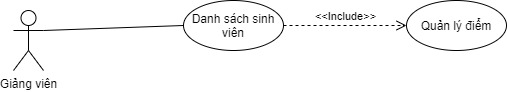 Danh sách sinh
viên
<<Include>>
Quản lý điểm
Giảng viên